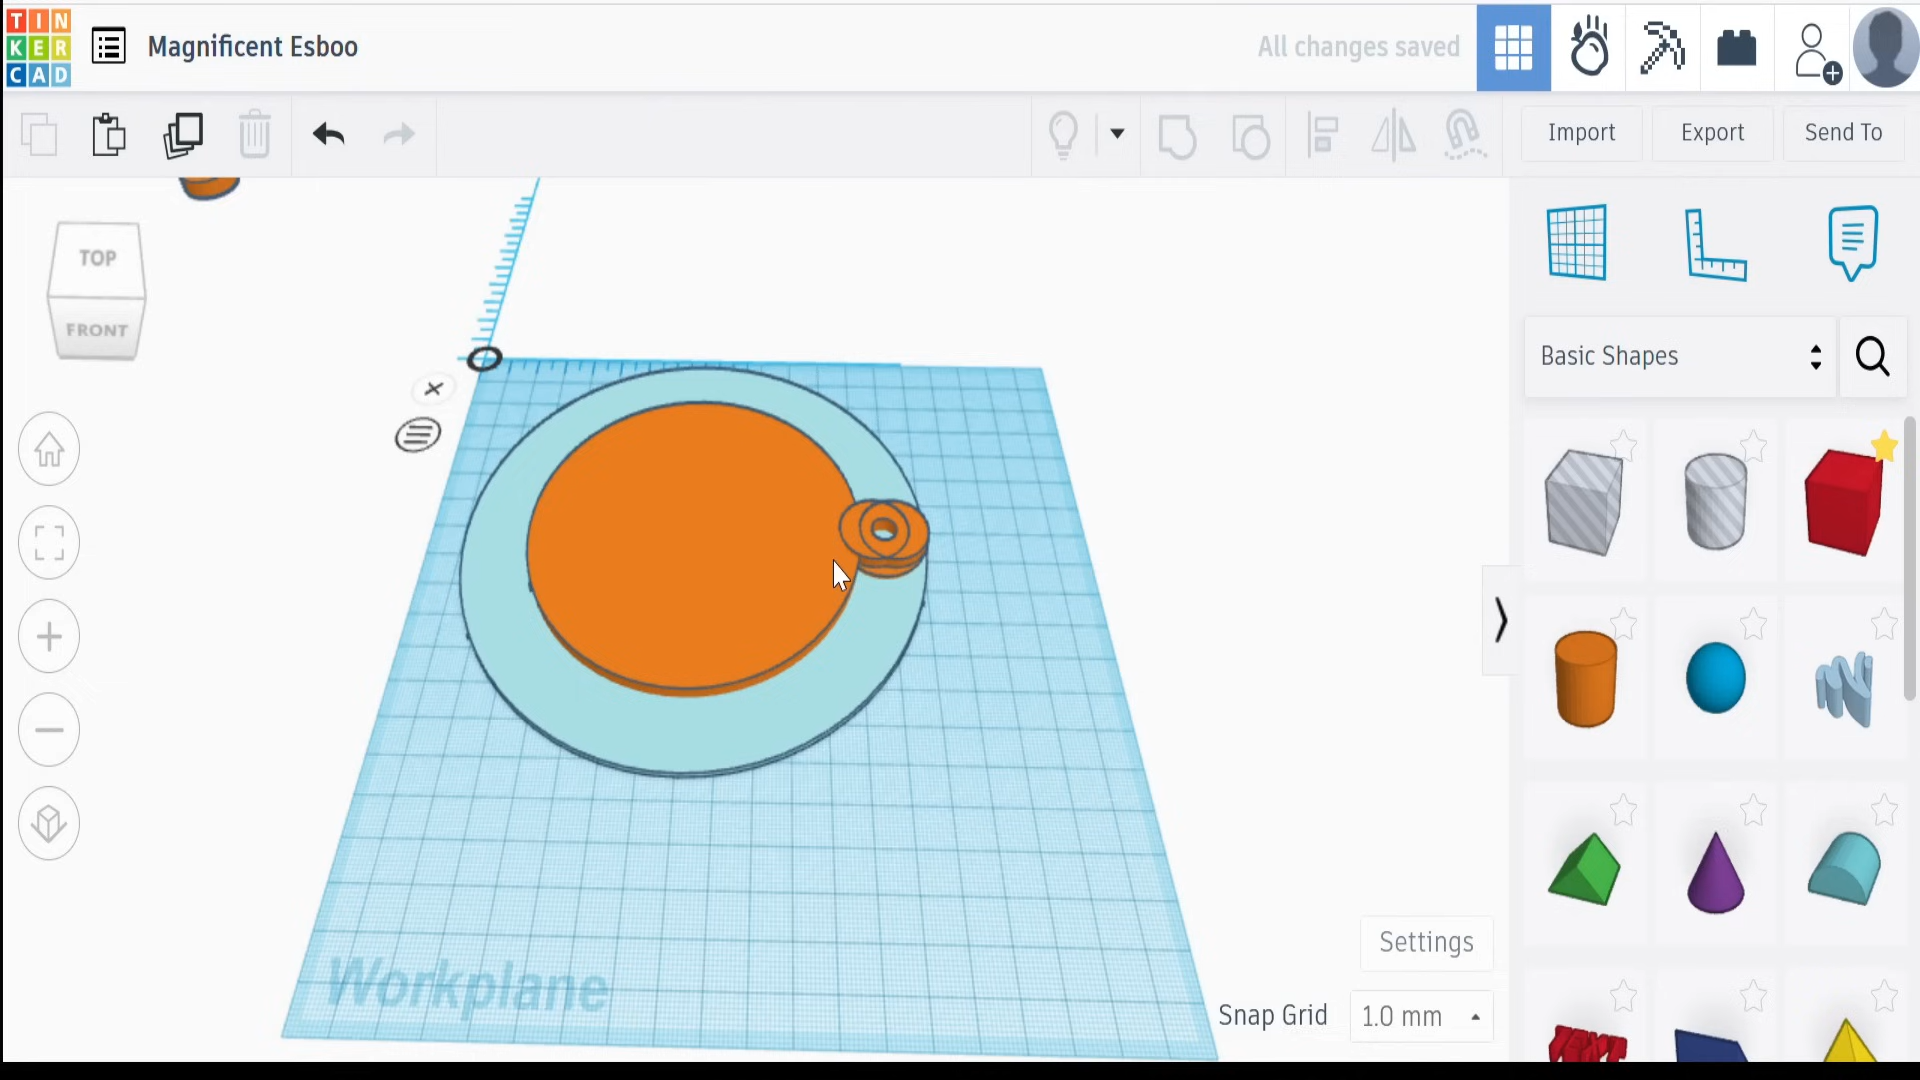 TIN
KER
CAD
Magnificent Esboo
All changes saved
Import
Export
Send To
TOP
FRONT
Basic Shapes
Workplane
Settings
Snap Grid
1.0 mm